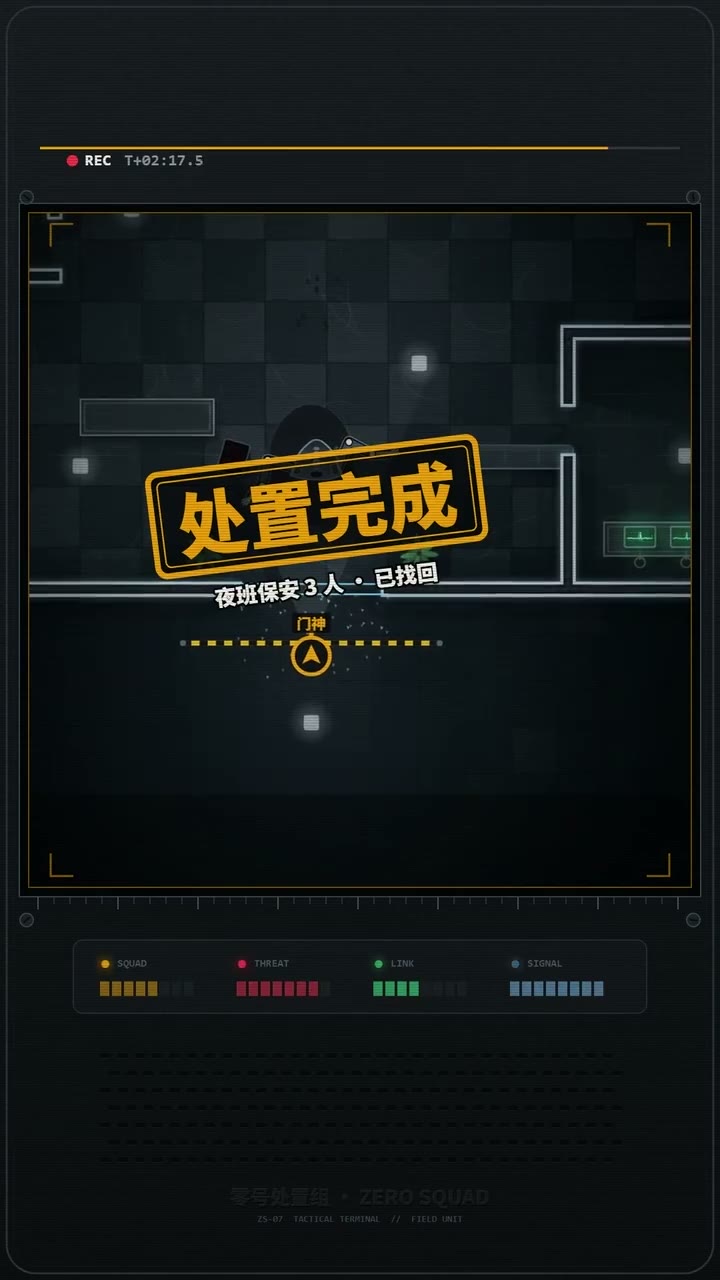 REC T+02:17.5
处置完成
夜班保安 3 人 · 已找回
门神
SQUAD THREAT LINK SIGNAL
零号处置组 · ZERO SQUAD
ZS-07 TACTICAL TERMINAL // FIELD UNIT